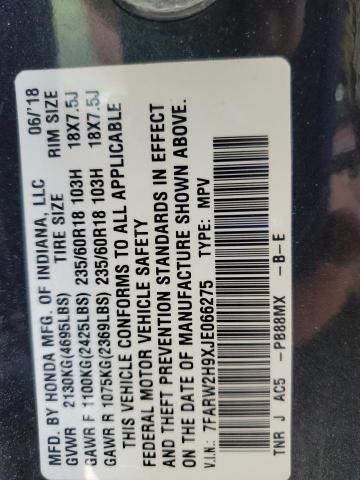 MFD. BY HONDA MFG. OF INDIANA, LLC 06/'18
GVWR 2130KG(4695LBS) TIRE SIZE RIM SIZE
GAWR F 1100KG(2425LBS) 235/60R18 103H 18X7.5J
GAWR R 1075KG(2369LBS) 235/60R18 103H 18X7.5J
THIS VEHICLE CONFORMS TO ALL APPLICABLE
FEDERAL MOTOR VEHICLE SAFETY
AND THEFT PREVENTION STANDARDS IN EFFECT
ON THE DATE OF MANUFACTURE SHOWN ABOVE.
V.I.N.: 7FARW2H9XJE066275 TYPE: MPV
TNR J AC5 -PB88MX -B-E